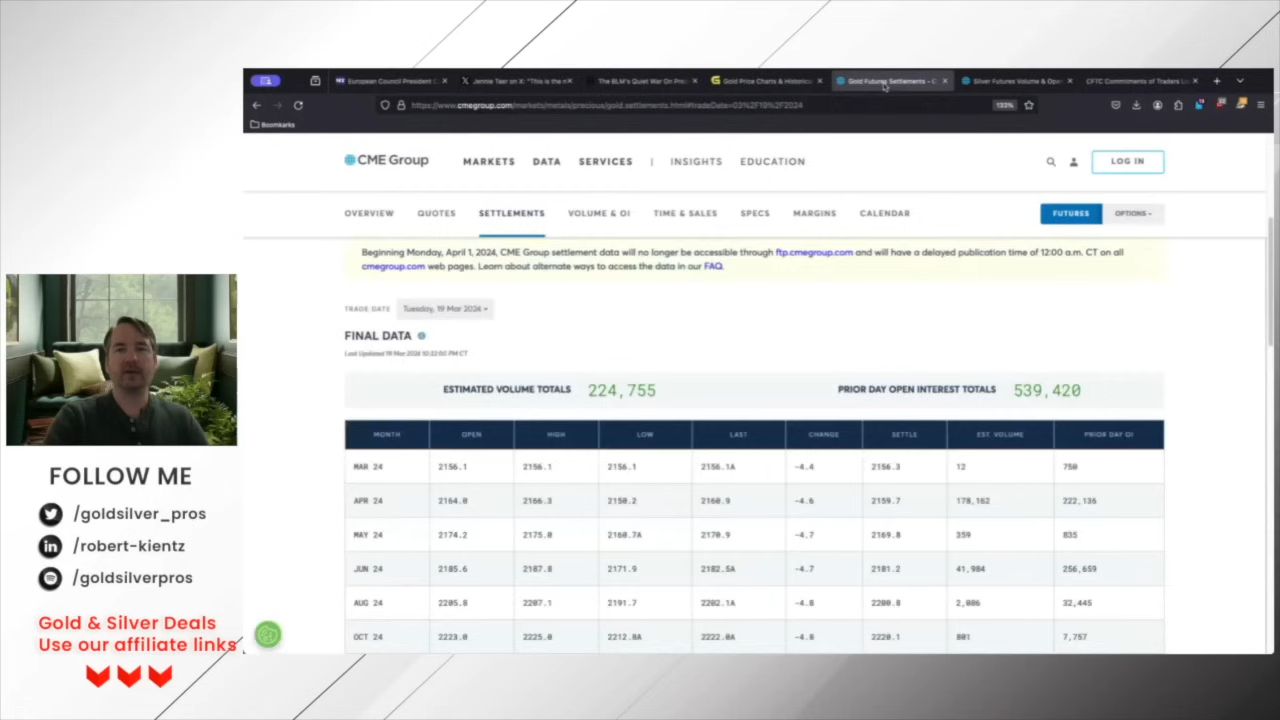 European Council President C
Jennie Taer on X: "This is the n
The BLM's Quiet War On Pri
Gold Price Charts & Historica
Gold Futures Settlements – C
Silver Futures Volume & Ope
CFTC Commitments of Traders Lo
https://www.cmegroup.com/markets/metals/precious/gold.settlements.html#tradeDate=03%2F19%2F2024
133%
Boomkarks
CME Group
MARKETS DATA SERVICES | INSIGHTS EDUCATION
LOG IN
OVERVIEW QUOTES SETTLEMENTS VOLUME & OI TIME & SALES SPECS MARGINS CALENDAR
FUTURES OPTIONS
Beginning Monday, April 1, 2024, CME Group settlement data will no longer be accessible through ftp.cmegroup.com and will have a delayed publication time of 12:00 a.m. CT on all
cmegroup.com web pages. Learn about alternate ways to access the data in our FAQ.
TRADE DATE Tuesday, 19 Mar 2024
FINAL DATA
Last Updated 19 Mar 2024 10:32:00 PM CT
ESTIMATED VOLUME TOTALS 224,755 PRIOR DAY OPEN INTEREST TOTALS 539,420
MONTH OPEN HIGH LOW LAST CHANGE SETTLE EST. VOLUME PRIOR DAY OI
MAR 24 2156.1 2156.1 2156.1 2156.1A -4.4 2156.3 12 750
APR 24 2164.0 2166.3 2150.2 2160.9 -4.6 2159.7 178,162 222,136
MAY 24 2174.2 2175.0 2160.7A 2170.9 -4.7 2169.8 359 835
JUN 24 2185.6 2187.8 2171.9 2182.5A -4.7 2181.2 41,984 256,659
AUG 24 2205.8 2207.1 2191.7 2202.1A -4.8 2200.8 2,006 32,445
OCT 24 2223.0 2225.0 2212.8A 2222.0A -4.8 2220.1 801 7,757
FOLLOW ME
/goldsilver_pros
/robert-kientz
/goldsilverpros
Gold & Silver Deals
Use our affiliate links